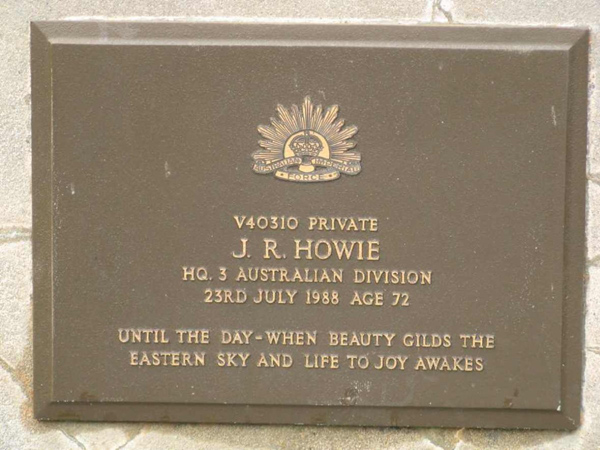 AUSTRALIAN IMPERIAL
FORCE
V40310 PRIVATE
J. R. HOWIE
HQ. 3 AUSTRALIAN DIVISION
23RD JULY 1988 AGE 72
UNTIL THE DAY-WHEN BEAUTY GILDS THE
EASTERN SKY AND LIFE TO JOY AWAKES